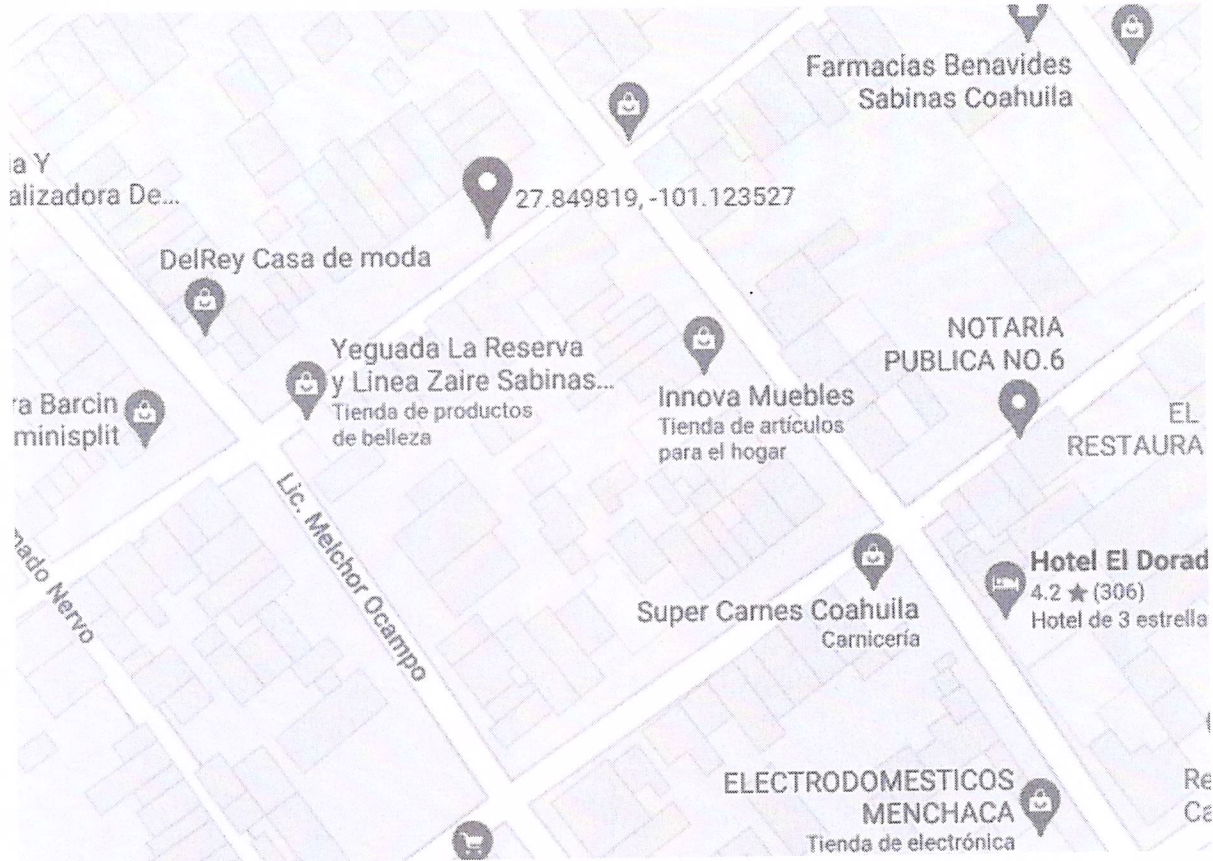 Farmacias Benavides
Sabinas Coahuila
a Y
alizadora De...
27.849819, -101.123527
DelRey Casa de moda
Yeguada La Reserva
y Linea Zaire Sabinas...
Tienda de productos
de belleza
Innova Muebles
Tienda de artículos
para el hogar
NOTARIA
PUBLICA NO.6
EL
RESTAURA
ra Barcin
minisplit
Lic. Melchor Ocampo
mado Nervo
Super Carnes Coahuila
Carnicería
Hotel El Dorad
4.2 ★ (306)
Hotel de 3 estrella
ELECTRODOMESTICOS
MENCHACA
Tienda de electrónica
Re
Ca